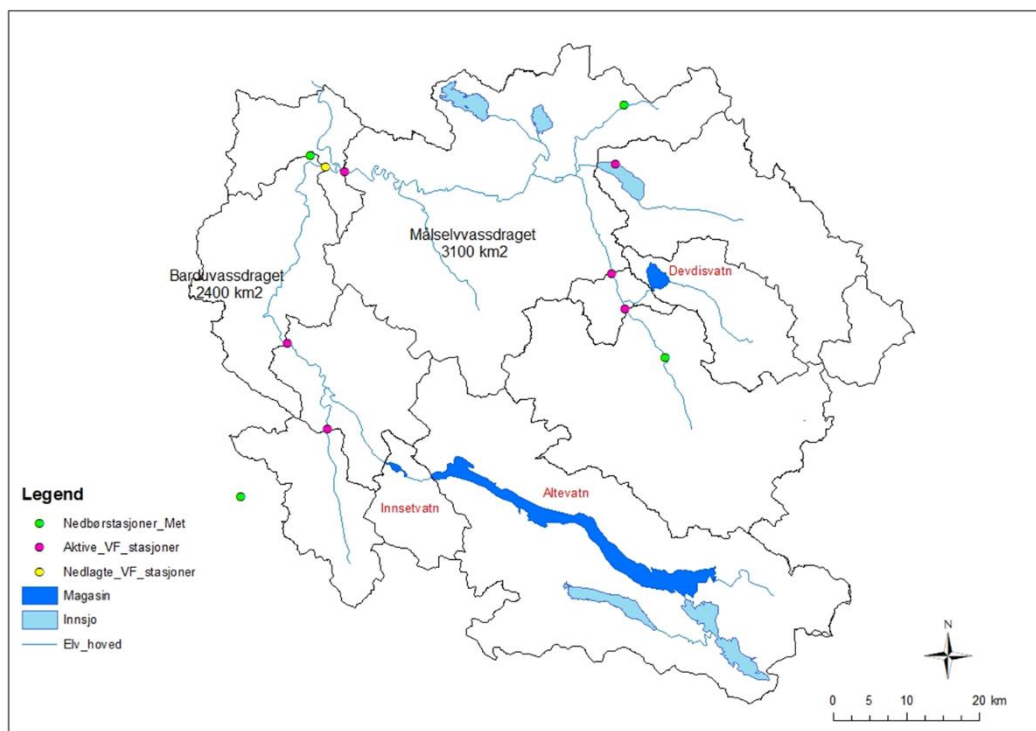 Målselvvassdraget
3100 km2
Barduvassdraget
2400 km2
Devdisvatn
Altevatn
Innsetvatn
Legend
Nedbørstasjoner_Met
Aktive_VF_stasjoner
Nedlagte_VF_stasjoner
Magasin
Innsjo
Elv_hoved
N
0 5 10 20 km